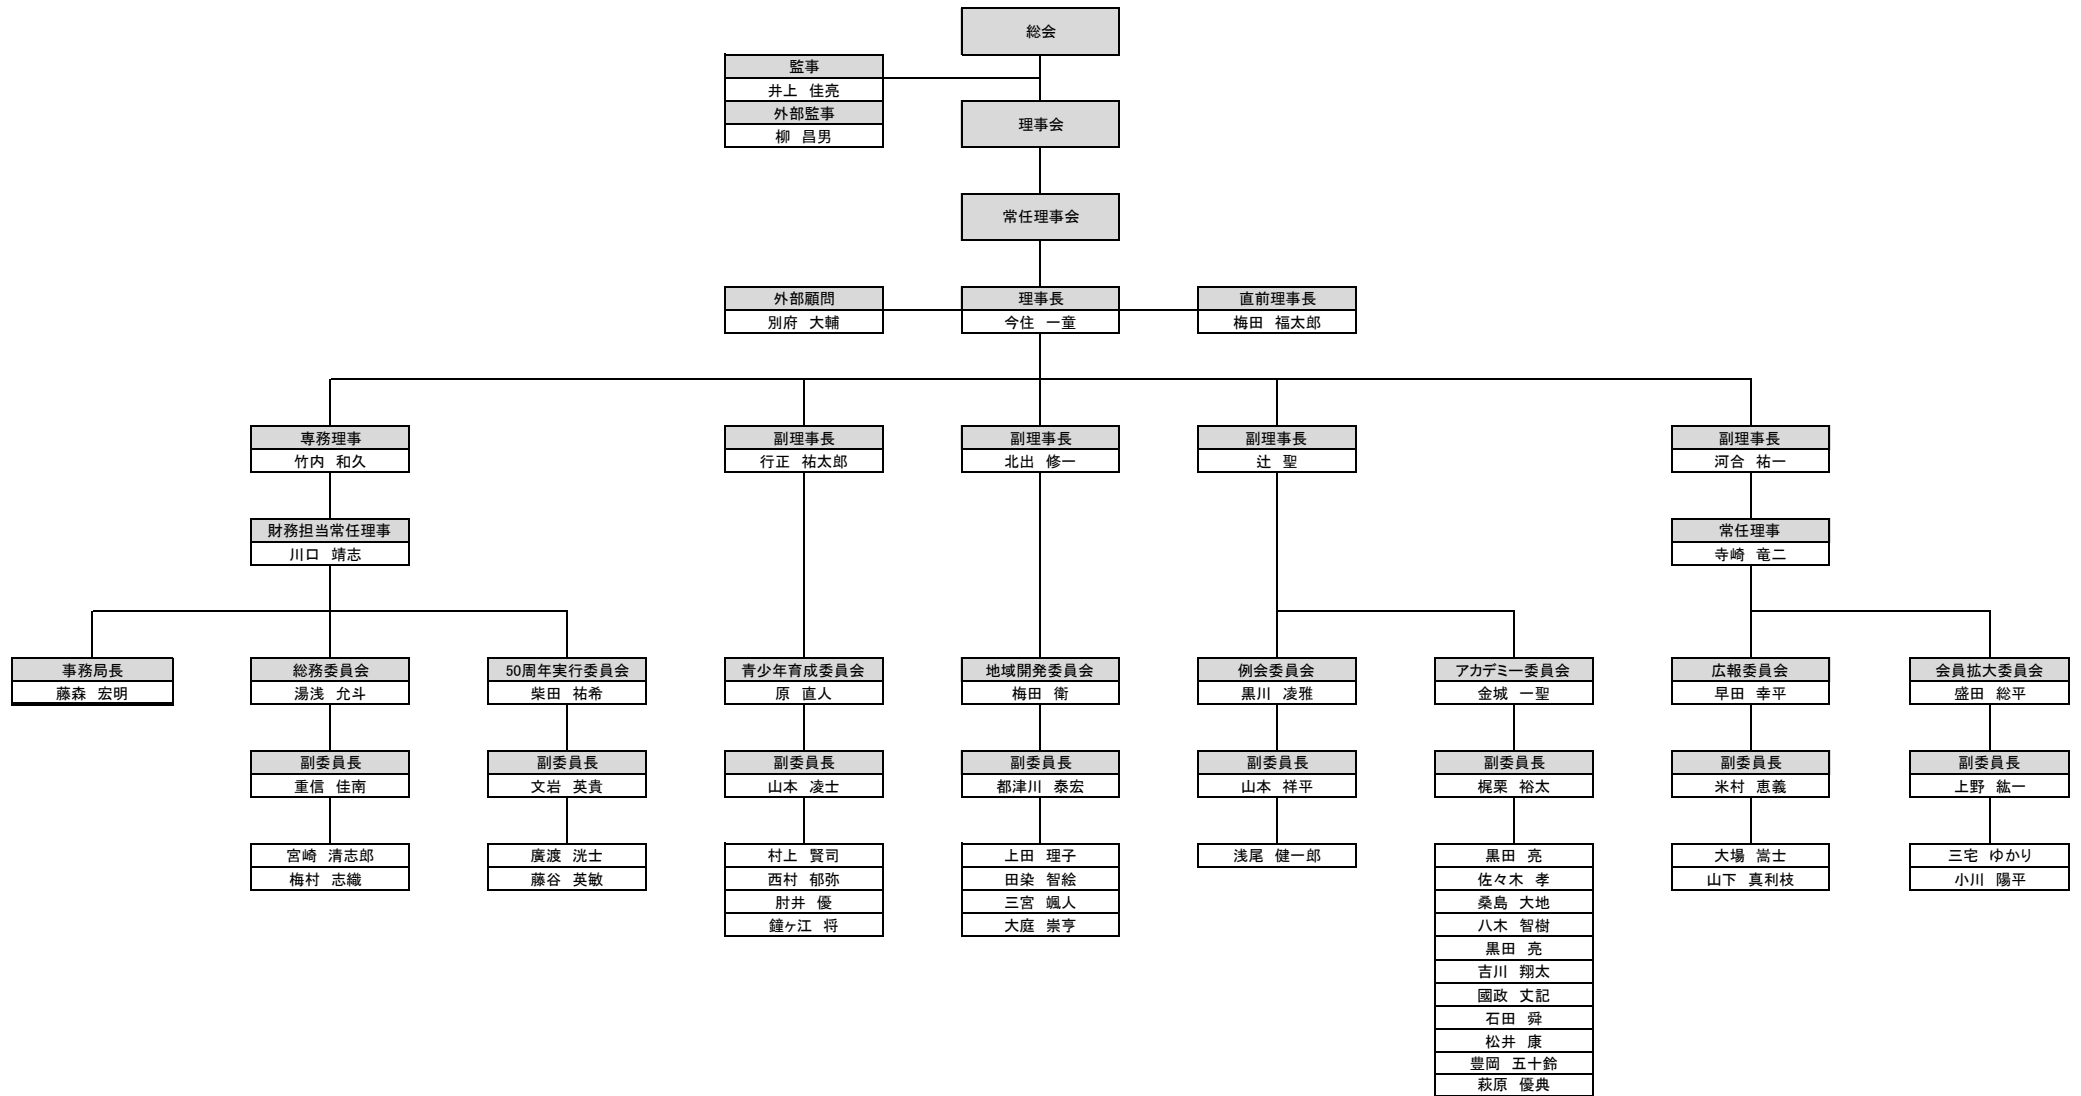 総会
監事
井上 佳亮
外部監事
柳 昌男
理事会
常任理事会
外部顧問
別府 大輔
理事長
今住 一童
直前理事長
梅田 福太郎
専務理事
竹内 和久
副理事長
行正 祐太郎
副理事長
北出 修一
副理事長
辻 聖
副理事長
河合 祐一
財務担当常任理事
川口 靖志
常任理事
寺崎 竜二
事務局長
藤森 宏明
総務委員会
湯浅 允斗
50周年実行委員会
柴田 祐希
青少年育成委員会
原 直人
地域開発委員会
梅田 衛
例会委員会
黒川 凌雅
アカデミー委員会
金城 一聖
広報委員会
早田 幸平
会員拡大委員会
盛田 総平
副委員長
重信 佳南
副委員長
文岩 英貴
副委員長
山本 凌士
副委員長
都津川 泰宏
副委員長
山本 祥平
副委員長
梶栗 裕太
副委員長
米村 恵義
副委員長
上野 紘一
宮崎 清志郎
梅村 志織
廣渡 洸士
藤谷 英敏
村上 賢司
西村 郁弥
肘井 優
鐘ヶ江 将
上田 理子
田染 智絵
三宮 颯人
大庭 崇亨
浅尾 健一郎
黒田 亮
佐々木 孝
桑島 大地
八木 智樹
黒田 亮
吉川 翔太
國政 丈記
石田 舜
松井 康
豊岡 五十鈴
萩原 優典
大場 嵩士
山下 真利枝
三宅 ゆかり
小川 陽平